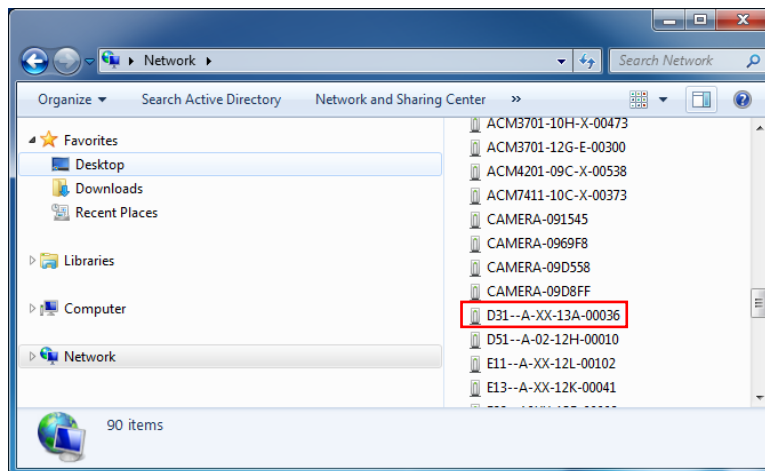 Network
Search Network
Organize Search Active Directory Network and Sharing Center »
Favorites
Desktop
Downloads
Recent Places
Libraries
Computer
Network
ACM3701-10H-X-00473
ACM3701-12G-E-00300
ACM4201-09C-X-00538
ACM7411-10C-X-00373
CAMERA-091545
CAMERA-0969F8
CAMERA-09D558
CAMERA-09D8FF
D31--A-XX-13A-00036
D51--A-02-12H-00010
E11--A-XX-12L-00102
E13--A-XX-12K-00041
90 items